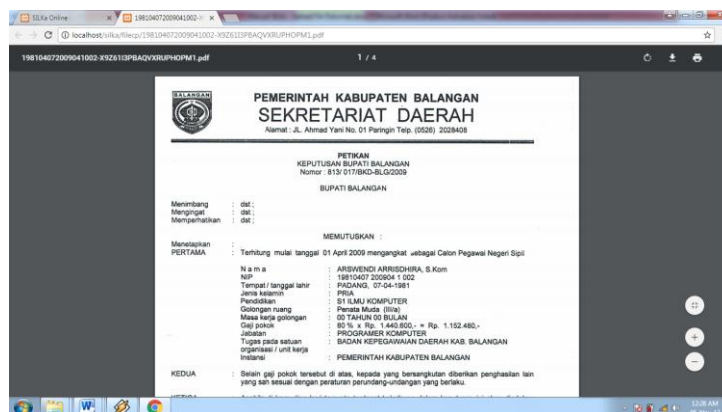 SILKa Online
198104072009041002-X
localhost/silka/filecp/198104072009041002-X9Z61I3PBAQVXRUPHOPM1.pdf
198104072009041002-X9Z61I3PBAQVXRUPHOPM1.pdf
1 / 4
BALANGAN
PEMERINTAH KABUPATEN BALANGAN
SEKRETARIAT DAERAH
Alamat : JL. Ahmad Yani No. 01 Paringin Telp. (0526) 2028408
PETIKAN
KEPUTUSAN BUPATI BALANGAN
Nomor : 813/ 017/BKD-BLG/2009
BUPATI BALANGAN
Menimbang : dst ;
Mengingat : dst ;
Memperhatikan : dst ;
MEMUTUSKAN :
Menetapkan :
PERTAMA : Terhitung mulai tanggal 01 April 2009 mengangkat sebagai Calon Pegawai Negeri Sipil
N a m a : ARSWENDI ARRISDHIRA, S.Kom
NIP : 19810407 200904 1 002
Tempat / tanggal lahir : PADANG, 07-04-1981
Jenis kelamin : PRIA
Pendidikan : S1 ILMU KOMPUTER
Golongan ruang : Penata Muda (III/a)
Masa kerja golongan : 00 TAHUN 00 BULAN
Gaji pokok : 80 % x Rp. 1.440.600,- = Rp. 1.152.480,-
Jabatan : PROGRAMER KOMPUTER
Tugas pada satuan : BADAN KEPEGAWAIAN DAERAH KAB. BALANGAN
organisasi / unit kerja
Instansi : PEMERINTAH KABUPATEN BALANGAN
KEDUA : Selain gaji pokok tersebut di atas, kepada yang bersangkutan diberikan penghasilan lain
yang sah sesuai dengan peraturan perundang-undangan yang berlaku.
12:28 AM